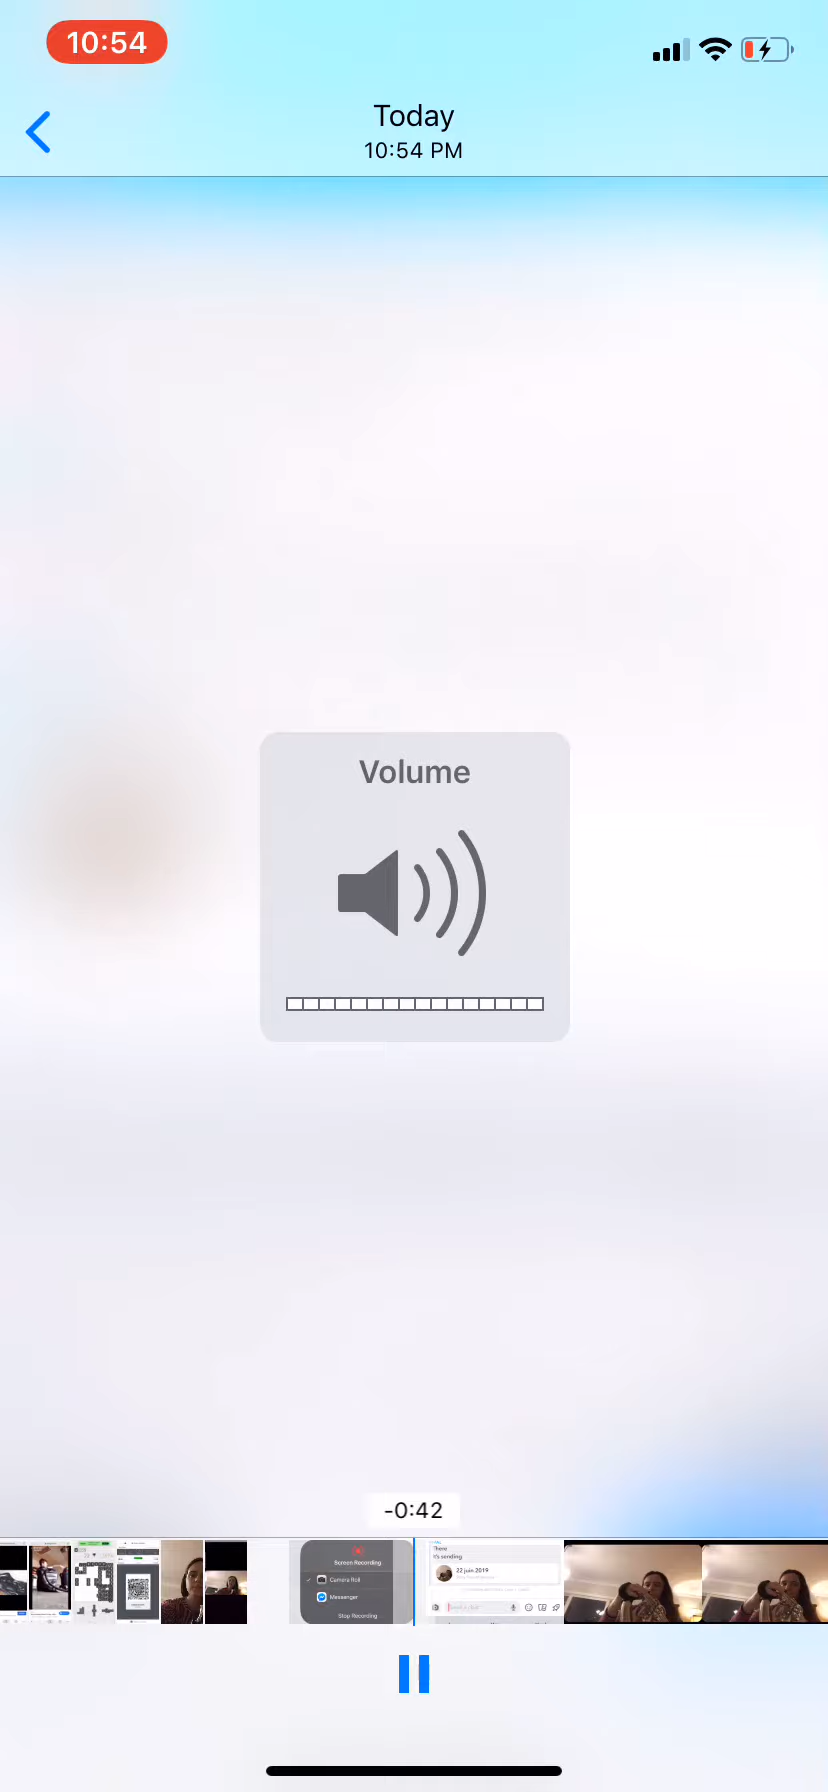 10:54
Today
10:54 PM
Volume
-0:42
Screen Recording
Camera Roll
Messenger
Stop Recording
There
It's sending
22 juin 2019